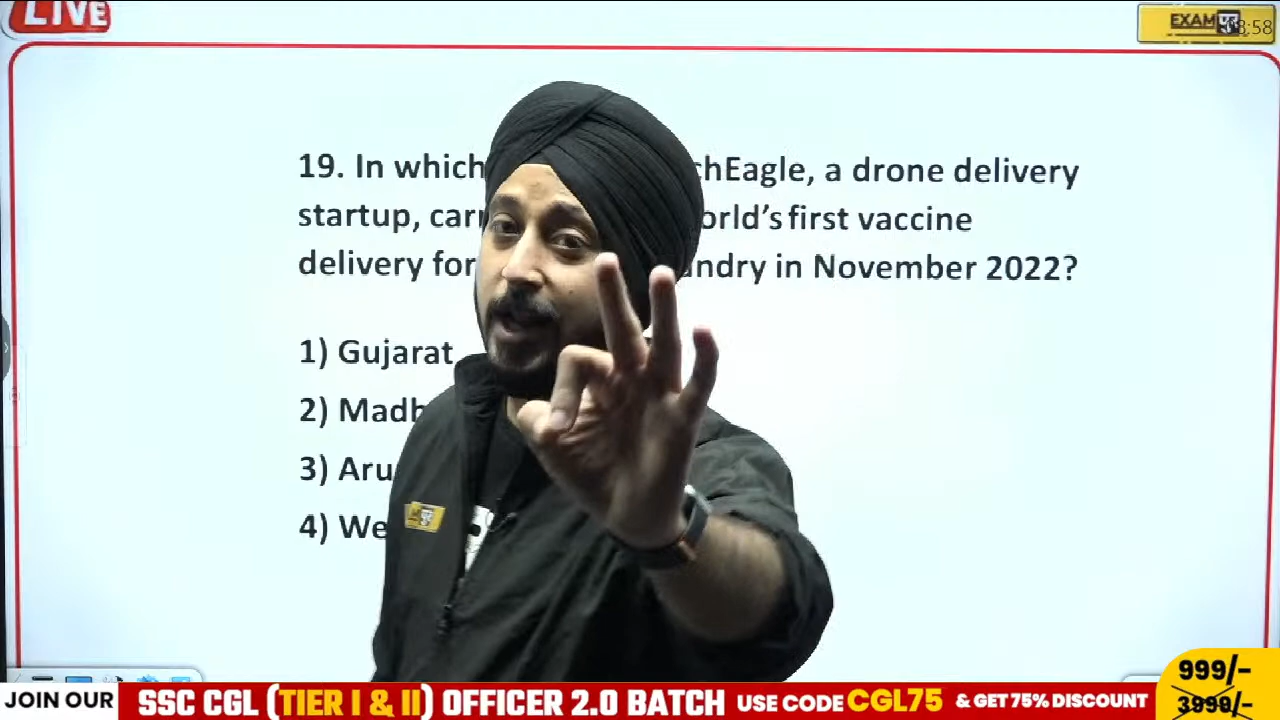 LIVE
EXAM
8:58
19. In which chEagle, a drone delivery
startup, car orld's first vaccine
delivery for ndry in November 2022?
1) Gujarat
2) Madh
3) Aru
4) We
JOIN OUR SSC CGL (TIER I & II) OFFICER 2.0 BATCH USE CODE CGL75 & GET 75% DISCOUNT
999/-
3999/-